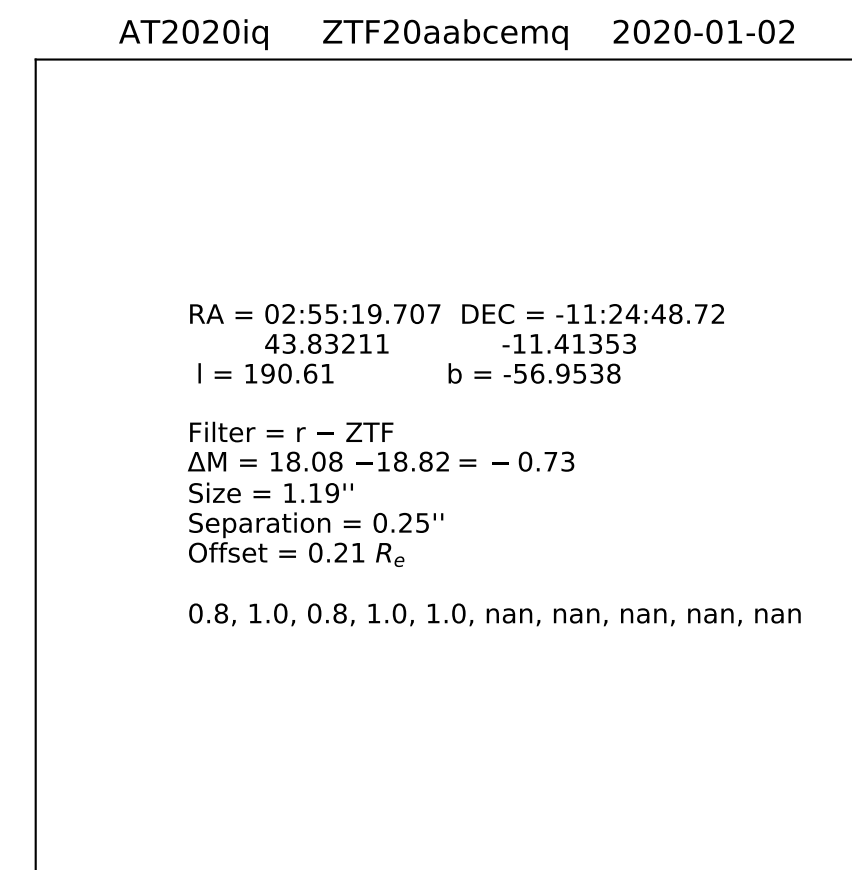 AT2020iq ZTF20aabcemq 2020-01-02
RA = 02:55:19.707 DEC = -11:24:48.72
43.83211 -11.41353
l = 190.61 b = -56.9538
Filter = r − ZTF
ΔM = 18.08 −18.82 = − 0.73
Size = 1.19''
Separation = 0.25''
Offset = 0.21 Re
0.8, 1.0, 0.8, 1.0, 1.0, nan, nan, nan, nan, nan